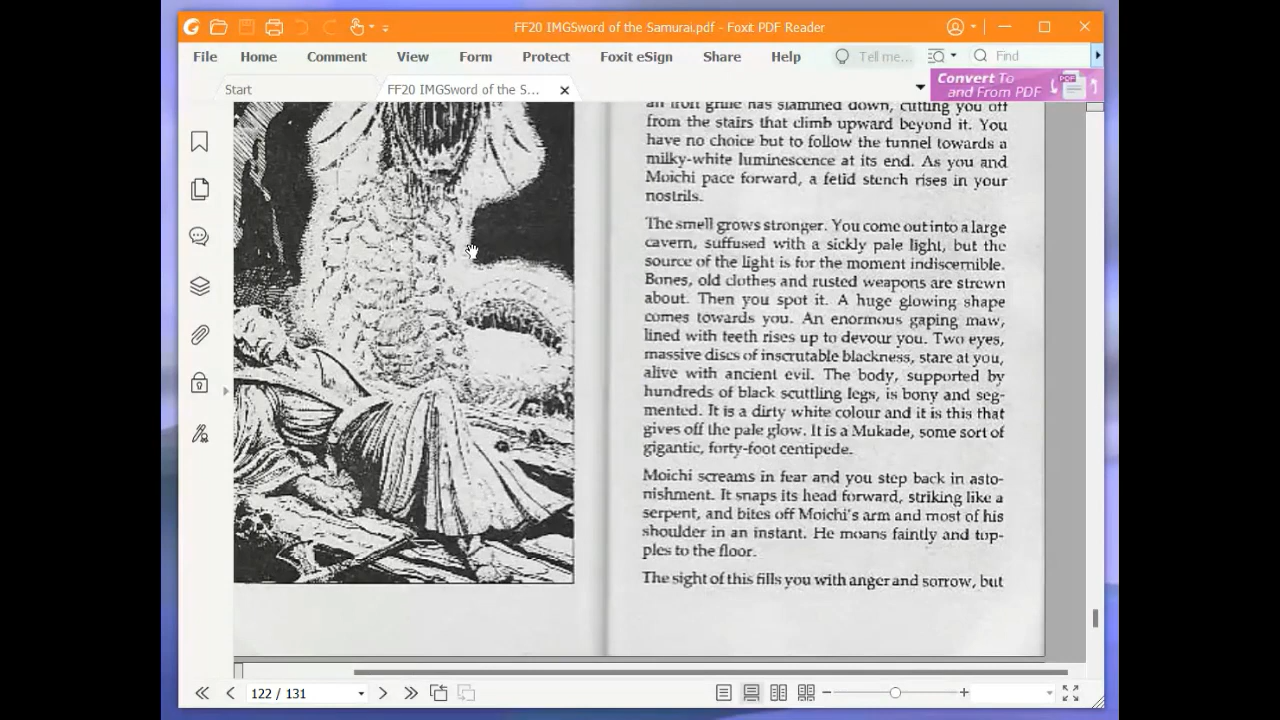 FF20 IMGSword of the Samurai.pdf - Foxit PDF Reader
File Home Comment View Form Protect Foxit eSign Share Help Tell me... Find
Start FF20 IMGSword of the S... Convert To
and From PDF
PDF
an iron grille has slammed down, cutting you off
from the stairs that climb upward beyond it. You
have no choice but to follow the tunnel towards a
milky-white luminescence at its end. As you and
Moichi pace forward, a fetid stench rises in your
nostrils.
The smell grows stronger. You come out into a large
cavern, suffused with a sickly pale light, but the
source of the light is for the moment indiscernible.
Bones, old clothes and rusted weapons are strewn
about. Then you spot it. A huge glowing shape
comes towards you. An enormous gaping maw,
lined with teeth rises up to devour you. Two eyes,
massive discs of inscrutable blackness, stare at you,
alive with ancient evil. The body, supported by
hundreds of black scuttling legs, is bony and seg-
mented. It is a dirty white colour and it is this that
gives off the pale glow. It is a Mukade, some sort of
gigantic, forty-foot centipede.
Moichi screams in fear and you step back in asto-
nishment. It snaps its head forward, striking like a
serpent, and bites off Moichi's arm and most of his
shoulder in an instant. He moans faintly and top-
ples to the floor.
The sight of this fills you with anger and sorrow, but
122 / 131